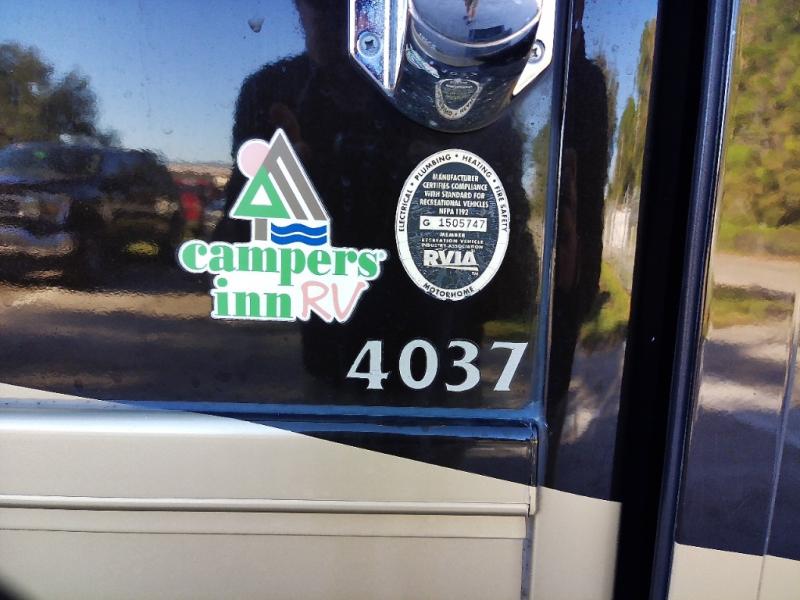 campers®
inn RV
ELECTRICAL • PLUMBING • HEATING • FIRE SAFETY
MANUFACTURER
CERTIFIES COMPLIANCE
WITH STANDARD FOR
RECREATIONAL VEHICLES
NFPA 1192
G 1505747
MEMBER
RECREATION VEHICLE
INDUSTRY ASSOCIATION
RVIA™
MOTORHOME
4037